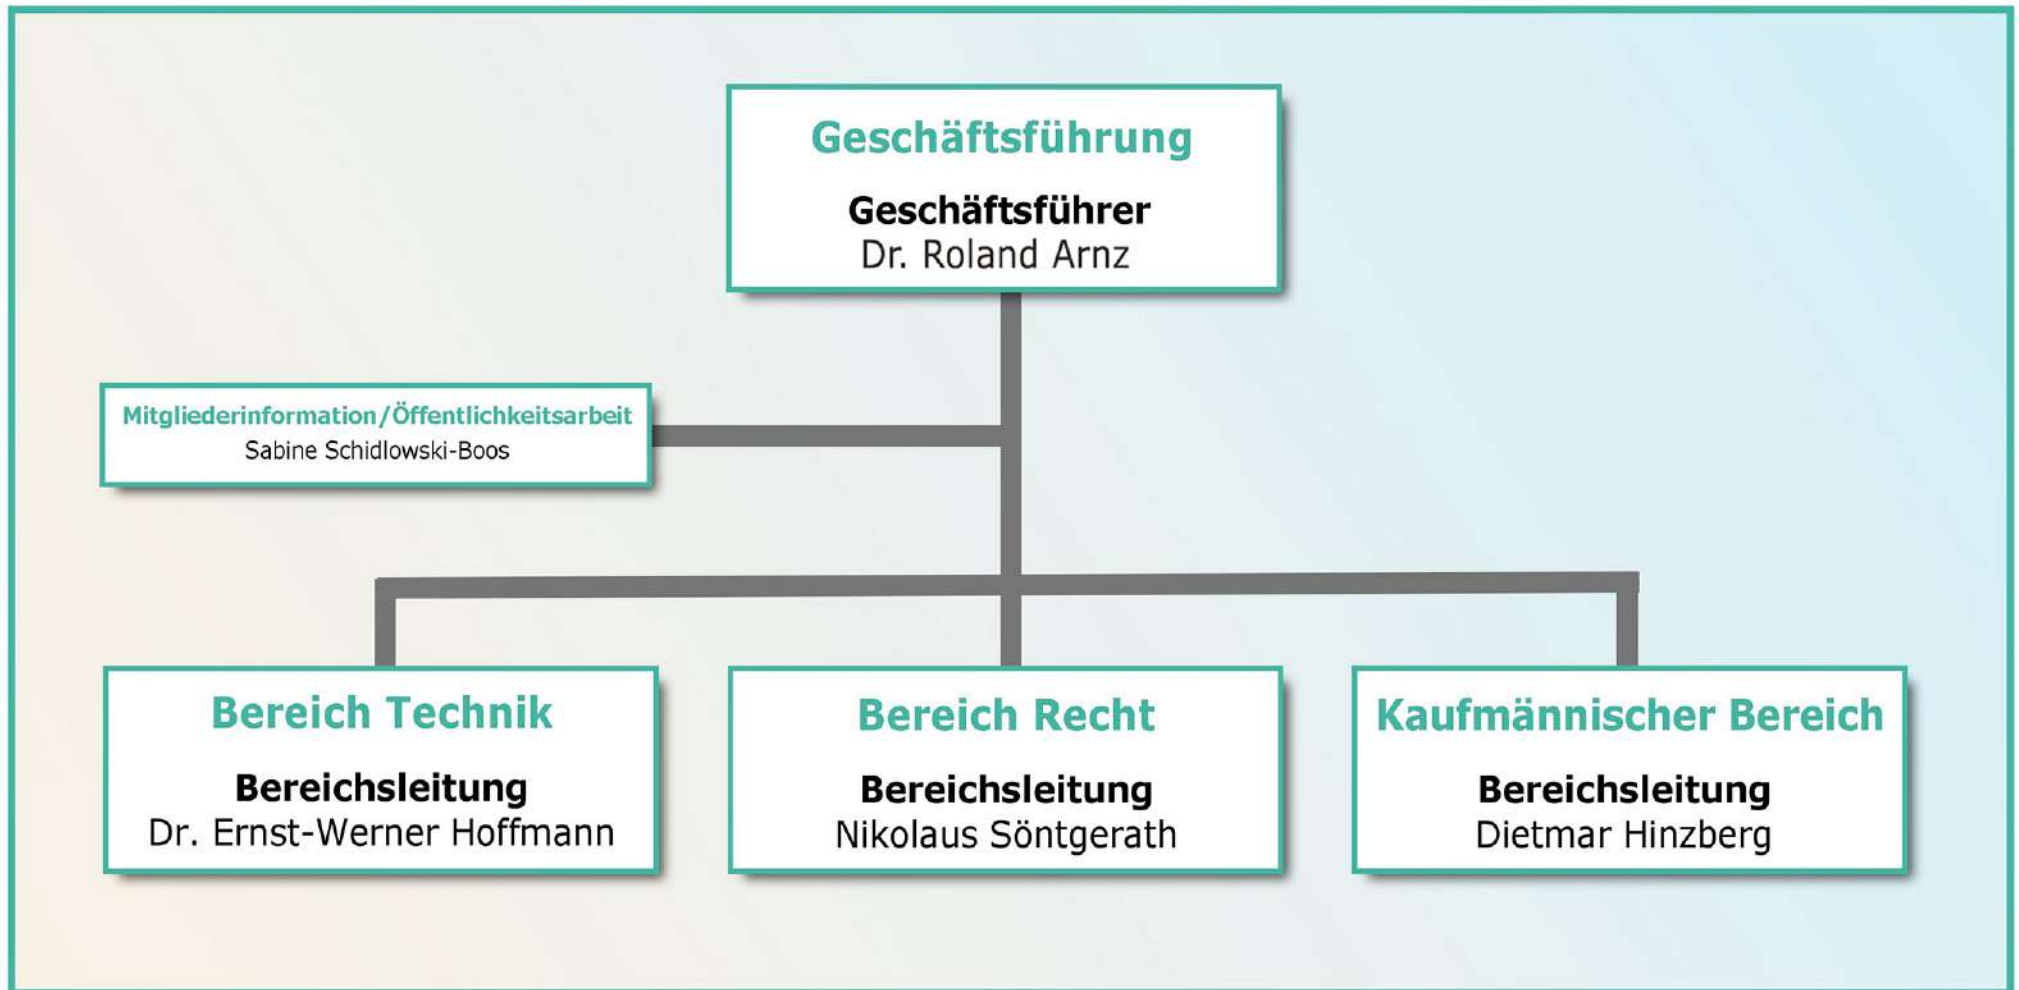 Geschäftsführung
Geschäftsführer
Dr. Roland Arnz
Mitgliederinformation/Öffentlichkeitsarbeit
Sabine Schidlowski-Boos
Bereich Technik
Bereichsleitung
Dr. Ernst-Werner Hoffmann
Bereich Recht
Bereichsleitung
Nikolaus Söntgerath
Kaufmännischer Bereich
Bereichsleitung
Dietmar Hinzberg